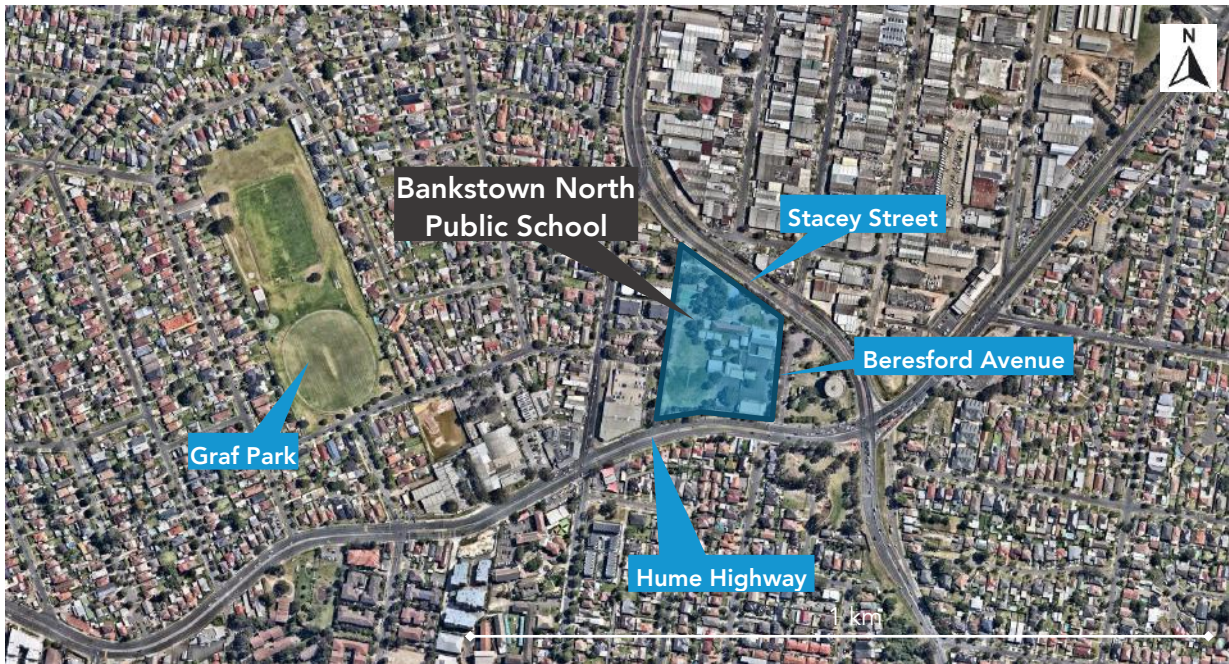 N
Bankstown North
Public School
Stacey Street
Beresford Avenue
Graf Park
Hume Highway
1 km